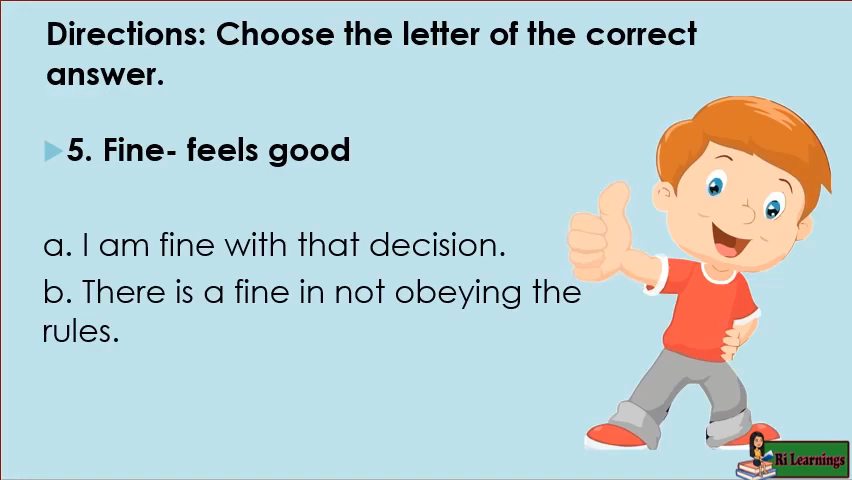 Directions: Choose the letter of the correct
answer.
5. Fine- feels good
a. I am fine with that decision.
b. There is a fine in not obeying the
rules.
Ri Learnings